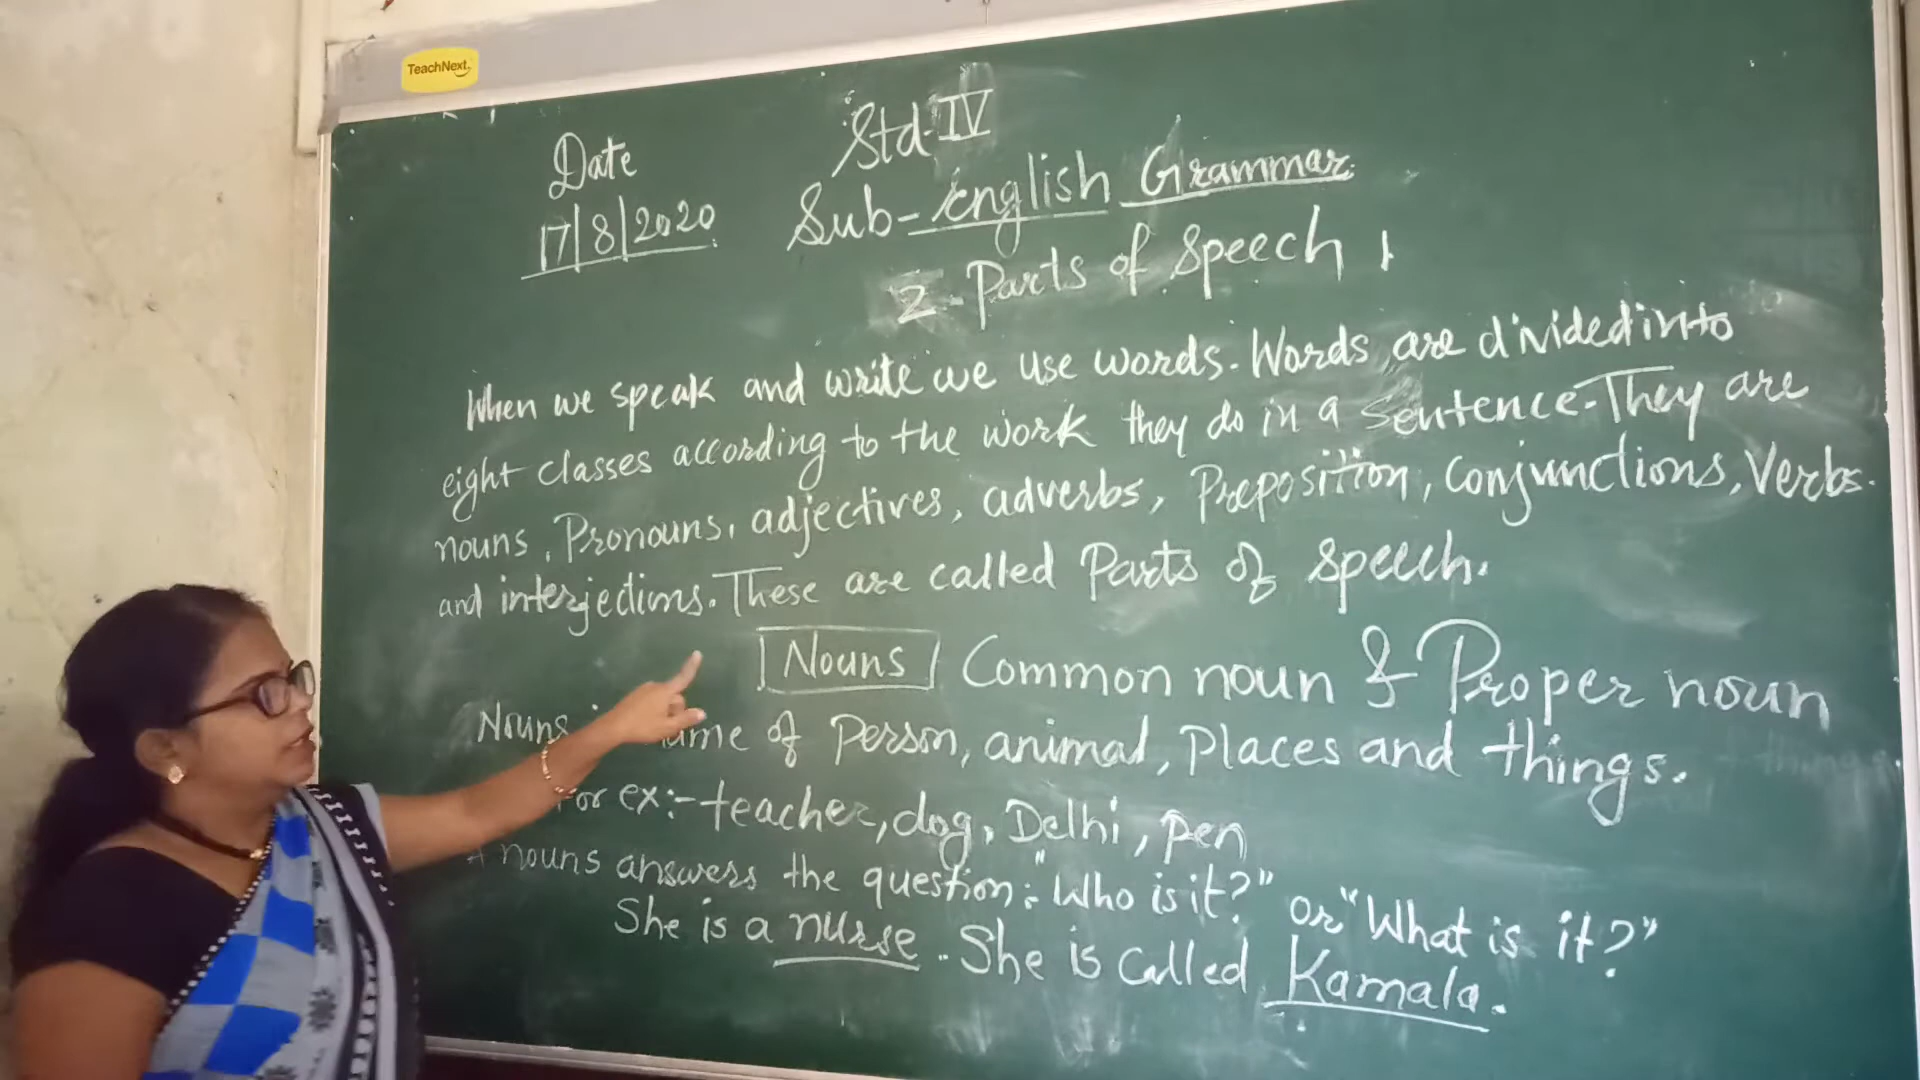 TeachNext
Date
17/8/2020
Std-IV
Sub-English Grammar
2-Parts of Speech
When we speak and write we use words. Words are divided into
eight classes according to the work they do in a sentence. They are
nouns, Pronouns, adjectives, adverbs, Preposition, Conjunctions, Verbs.
and interjections. These are called Parts of speech.
Nouns Common noun & Proper noun
Nouns of Person, animal, Places and things.
For ex:- teacher, dog, Delhi, pen
A nouns answers the question:- "Who is it?" or "What is it?"
She is a nurse. She is called Kamala.